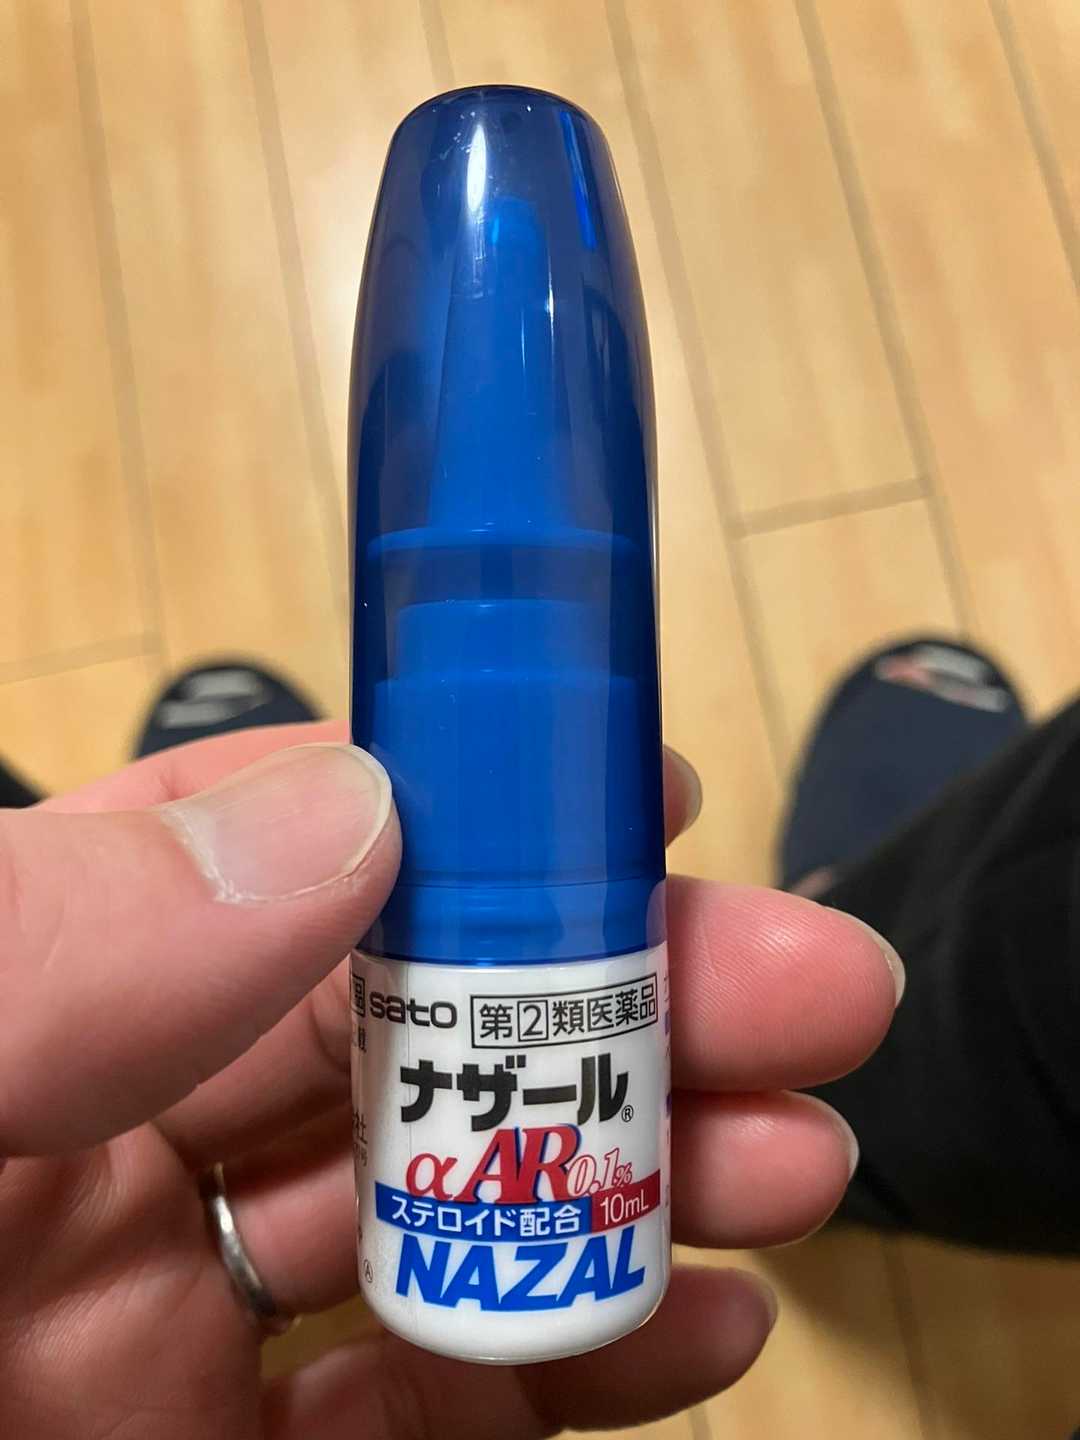 sato 第②類医薬品
ナザール®
αAR0.1%
ステロイド配合 10mL
NAZAL